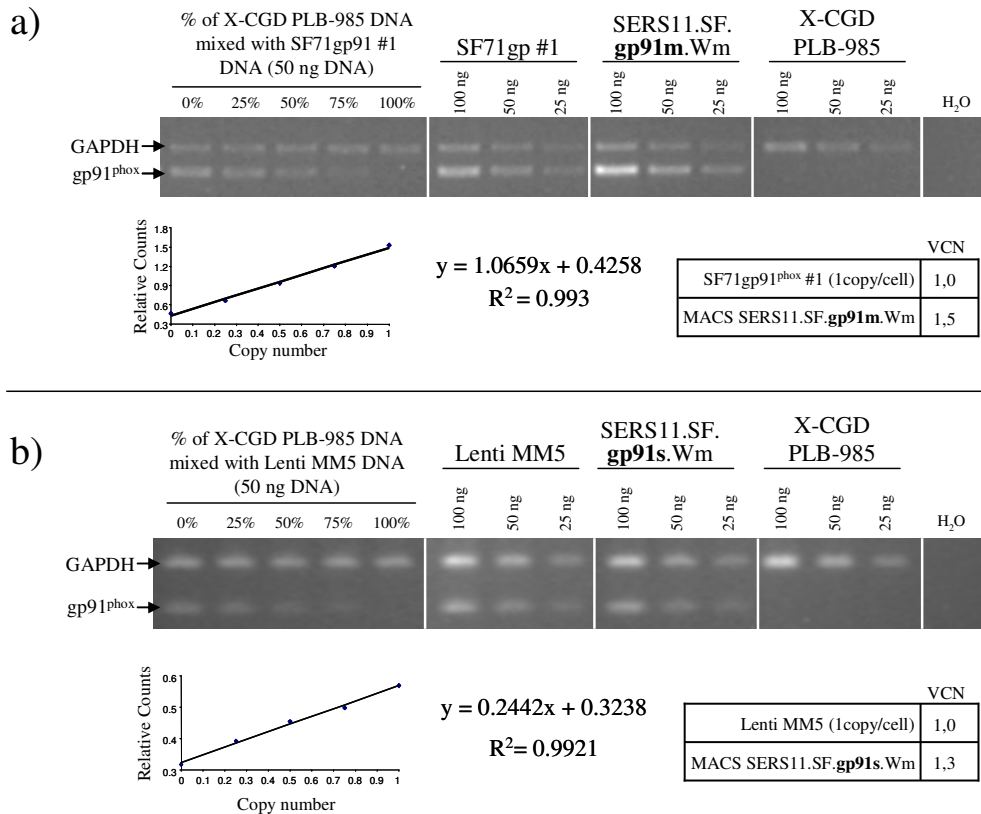 a)
% of X-CGD PLB-985 DNA
mixed with SF71gp91 #1
DNA (50 ng DNA)
0% 25% 50% 75% 100%
SF71gp #1
100 ng 50 ng 25 ng
SERS11.SF.
gp91m.Wm
100 ng 50 ng 25 ng
X-CGD
PLB-985
100 ng 50 ng 25 ng
H₂O
GAPDH
gp91ᵖʰᵒˣ
Relative Counts
1.8
1.5
1.2
0.9
0.6
0.3
0 0.1 0.2 0.3 0.4 0.5 0.6 0.7 0.8 0.9 1
Copy number
y = 1.0659x + 0.4258
R² = 0.993
VCN
SF71gp91ᵖʰᵒˣ #1 (1copy/cell) 1,0
MACS SERS11.SF.gp91m.Wm 1,5
b)
% of X-CGD PLB-985 DNA
mixed with Lenti MM5 DNA
(50 ng DNA)
0% 25% 50% 75% 100%
Lenti MM5
100 ng 50 ng 25 ng
SERS11.SF.
gp91s.Wm
100 ng 50 ng 25 ng
X-CGD
PLB-985
100 ng 50 ng 25 ng
H₂O
GAPDH
gp91ᵖʰᵒˣ
Relative Counts
0.6
0.5
0.4
0.3
0 0.1 0.2 0.3 0.4 0.5 0.6 0.7 0.8 0.9 1
Copy number
y = 0.2442x + 0.3238
R² = 0.9921
VCN
Lenti MM5 (1copy/cell) 1,0
MACS SERS11.SF.gp91s.Wm 1,3